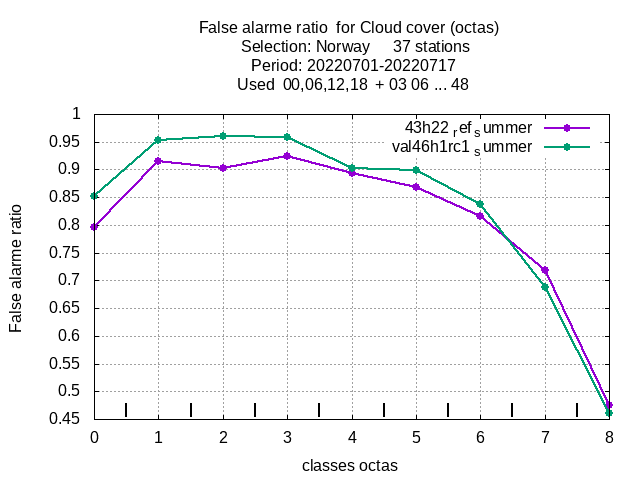 False alarme ratio  for Cloud cover (octas)
Selection: Norway     37 stations
Period: 20220701-20220717
Used  00,06,12,18  + 03 06 ... 48
43h22 ref summer
val46h1rc1 summer
1
0.95
0.9
0.85
0.8
0.75
0.7
0.65
0.6
0.55
0.5
0.45
False alarme ratio
0 1 2 3 4 5 6 7 8
classes octas